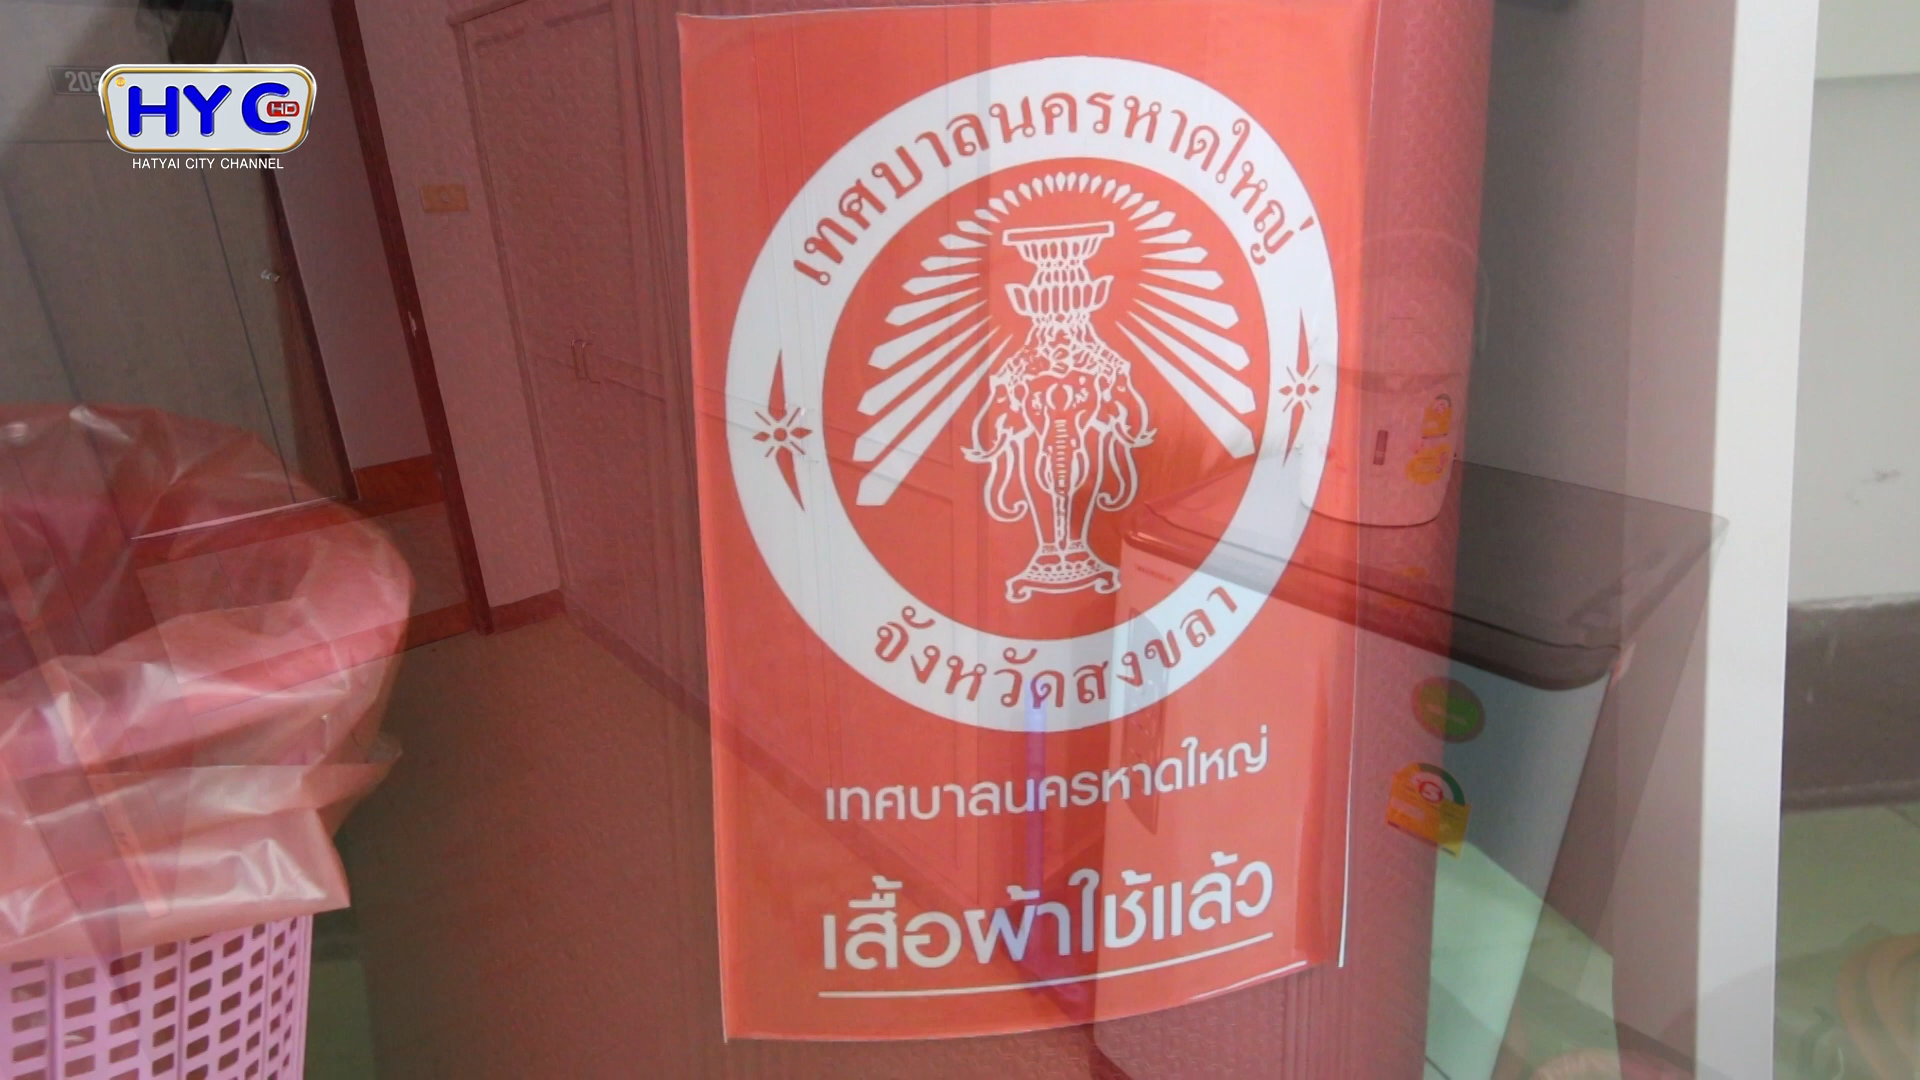 205
HYC HD
HATYAI CITY CHANNEL
เทศบาลนครหาดใหญ่
จังหวัดสงขลา
เทศบาลนครหาดใหญ่
เสื้อผ้าใช้แล้ว